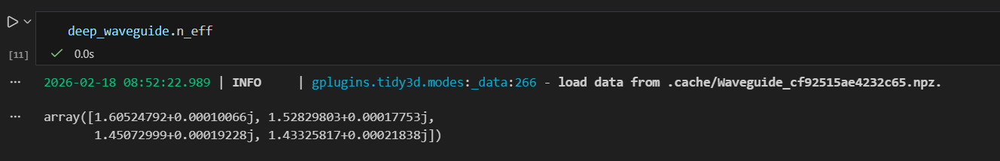 deep_waveguide.n_eff
[11]
0.0s
2026-02-18 08:52:22.989 | INFO     | gplugins.tidy3d.modes:_data:266 - load data from .cache/Waveguide_cf92515ae4232c65.npz.
array([1.60524792+0.00010066j, 1.52829803+0.00017753j,
       1.45072999+0.00019228j, 1.43325817+0.00021838j])